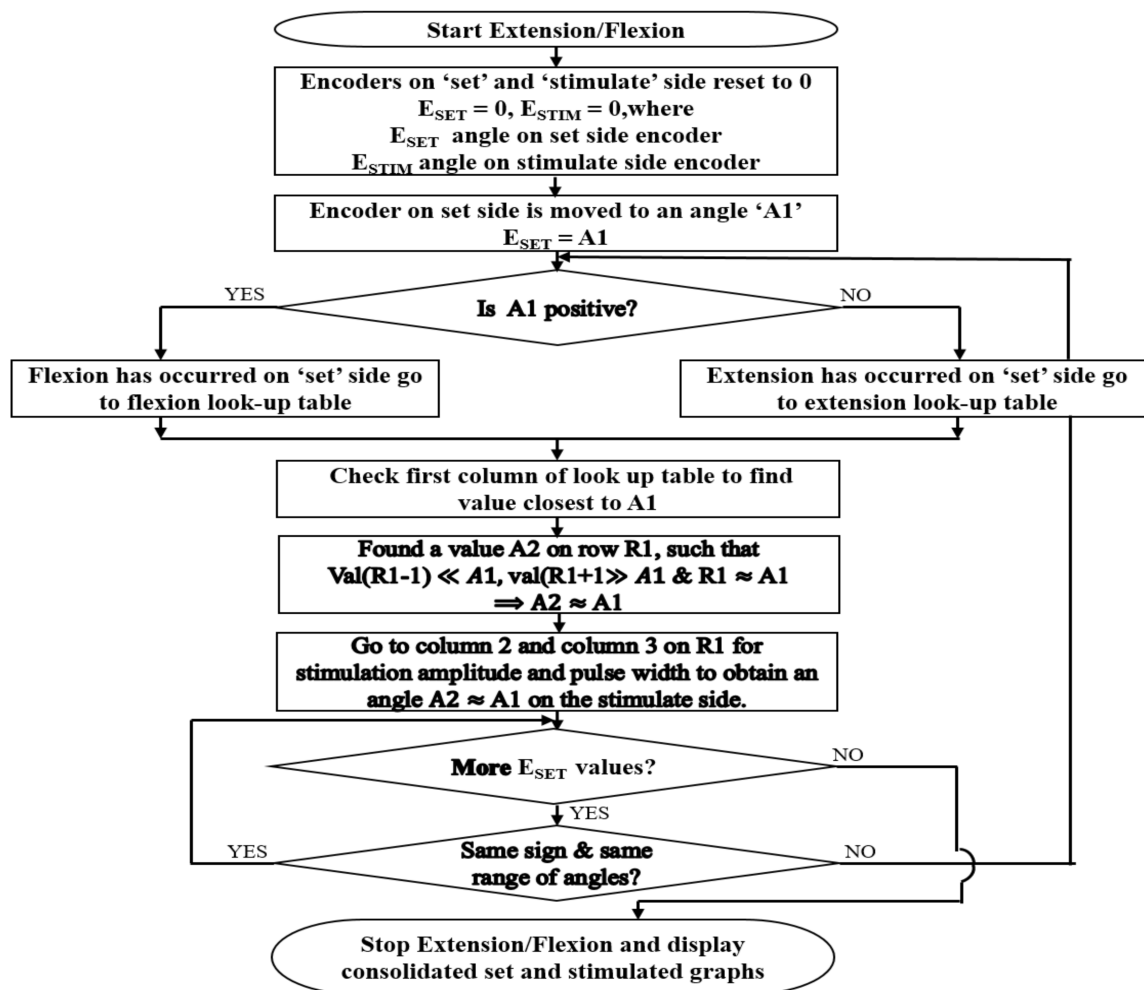 Start Extension/Flexion
Encoders on ‘set’ and ‘stimulate’ side reset to 0
E_SET = 0, E_STIM = 0,where
E_SET angle on set side encoder
E_STIM angle on stimulate side encoder
Encoder on set side is moved to an angle ‘A1’
E_SET = A1
YES
Is A1 positive?
NO
Flexion has occurred on ‘set’ side go
to flexion look-up table
Extension has occurred on ‘set’ side go
to extension look-up table
Check first column of look up table to find
value closest to A1
Found a value A2 on row R1, such that
Val(R1-1) ≪ A1, val(R1+1≫ A1 & R1 ≈ A1
⟹ A2 ≈ A1
Go to column 2 and column 3 on R1 for
stimulation amplitude and pulse width to obtain an
angle A2 ≈ A1 on the stimulate side.
More E_SET values?
NO
YES
YES
Same sign & same
range of angles?
NO
Stop Extension/Flexion and display
consolidated set and stimulated graphs